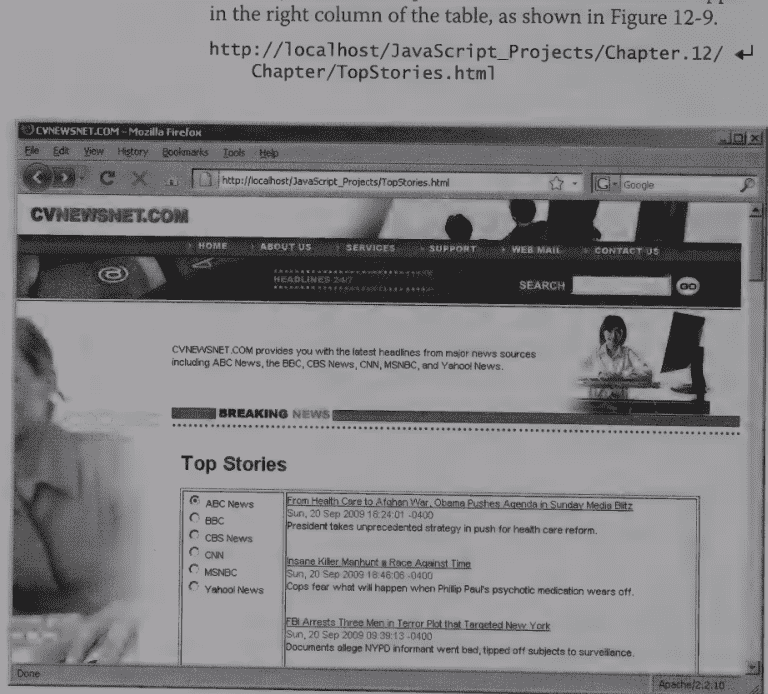 in the right column of the table, as shown in Figure 12-9.
http://localhost/JavaScript_Projects/Chapter.12/ ↵
Chapter/TopStories.html
CVNEWSNET.COM - Mozilla Firefox
File Edit View History Bookmarks Tools Help
http://localhost/JavaScript_Projects/TopStories.html
G Google
CVNEWSNET.COM
HOME ABOUT US SERVICES SUPPORT WEB MAIL CONTACT US
@
HEADLINES 24/7
SEARCH GO
CVNEWSNET.COM provides you with the latest headlines from major news sources
including ABC News, the BBC, CBS News, CNN, MSNBC, and Yahoo! News.
BREAKING NEWS
Top Stories
ABC News
BBC
CBS News
CNN
MSNBC
Yahoo! News
From Health Care to Afghan War, Obama Pushes Agenda in Sunday Media Blitz
Sun, 20 Sep 2009 18:24:01 -0400
President takes unprecedented strategy in push for health care reform.
Insane Killer Manhunt a Race Against Time
Sun, 20 Sep 2009 18:46:06 -0400
Cops fear what will happen when Phillip Paul's psychotic medication wears off.
FBI Arrests Three Men in Terror Plot that Targeted New York
Sun, 20 Sep 2009 09:39:13 -0400
Documents allege NYPD informant went bad, tipped off subjects to surveillance.
Done
Apache/2.2.10